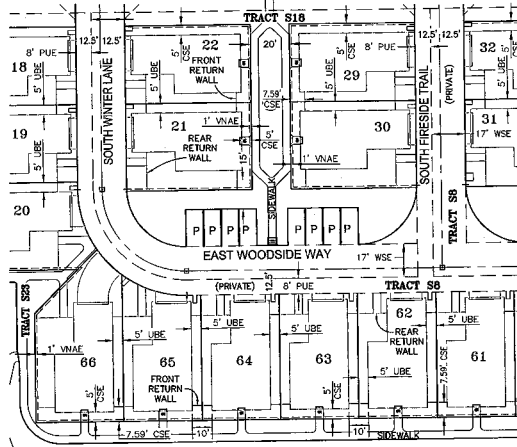 TRACT S18
12.5'
12.5'
5' CSE
20'
29
12.5'
12.5'
32
18
8' PUE
22
5' CSE
8' PUE
5' CSE
FRONT RETURN WALL
5' UBE
5' UBE
7.59' CSE
5' UBE
5' UBE
SOUTH WINTER LANE
SOUTH FIRESIDE TRAIL
(PRIVATE)
19
21
1' VNAE
30
31
17' WSE
5' UBE
REAR RETURN WALL
5' CSE
15'
1' VNAE
20
SIDEWALK
TRACT S8
P P P P
P P P P
EAST WOODSIDE WAY
17' WSE
(PRIVATE)
12.5'
8' PUE
TRACT S8
TRACT S23
5' UBE
5' UBE
5' UBE
62
5' UBE
1' VNAE
66
65
64
63
REAR RETURN WALL
61
FRONT RETURN WALL
5' UBE
7.59' CSE
5' CSE
5' CSE
7.59' CSE
10'
10'
SIDEWALK